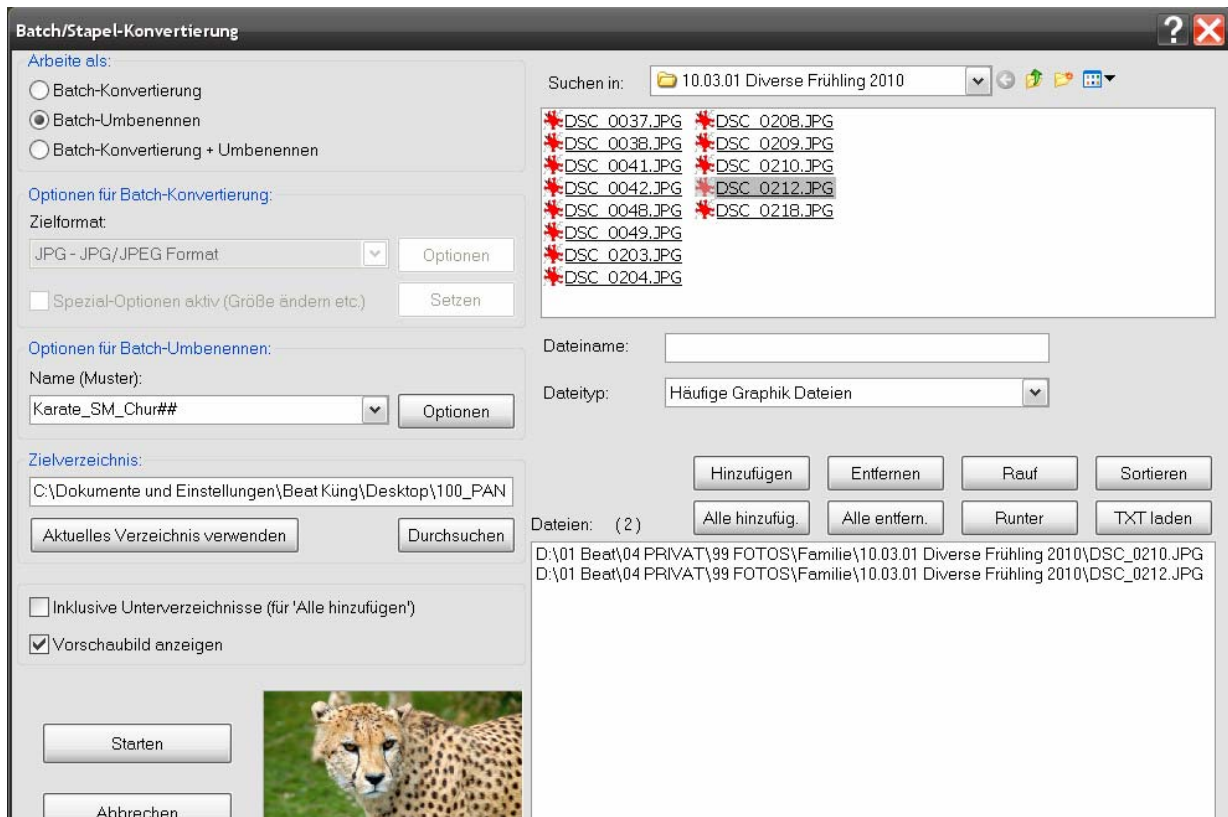 Batch/Stapel-Konvertierung
Arbeite als:
Batch-Konvertierung
Batch-Umbenennen
Batch-Konvertierung + Umbenennen
Optionen für Batch-Konvertierung:
Zielformat:
JPG - JPG/JPEG Format
Optionen
Spezial-Optionen aktiv (Größe ändern etc.)
Setzen
Optionen für Batch-Umbenennen:
Name (Muster):
Karate_SM_Chur##
Optionen
Zielverzeichnis:
C:\Dokumente und Einstellungen\Beat Küng\Desktop\100_PAN
Aktuelles Verzeichnis verwenden
Durchsuchen
Inklusive Unterverzeichnisse (für 'Alle hinzufügen')
Vorschaubild anzeigen
Starten
Abbrechen
Suchen in:
10.03.01 Diverse Frühling 2010
DSC_0037.JPG
DSC_0038.JPG
DSC_0041.JPG
DSC_0042.JPG
DSC_0048.JPG
DSC_0049.JPG
DSC_0203.JPG
DSC_0204.JPG
DSC_0208.JPG
DSC_0209.JPG
DSC_0210.JPG
DSC_0212.JPG
DSC_0218.JPG
Dateiname:
Dateityp:
Häufige Graphik Dateien
Hinzufügen
Entfernen
Rauf
Sortieren
Dateien: (2)
Alle hinzufüg.
Alle entfern.
Runter
TXT laden
D:\01 Beat\04 PRIVAT\99 FOTOS\Familie\10.03.01 Diverse Frühling 2010\DSC_0210.JPG
D:\01 Beat\04 PRIVAT\99 FOTOS\Familie\10.03.01 Diverse Frühling 2010\DSC_0212.JPG